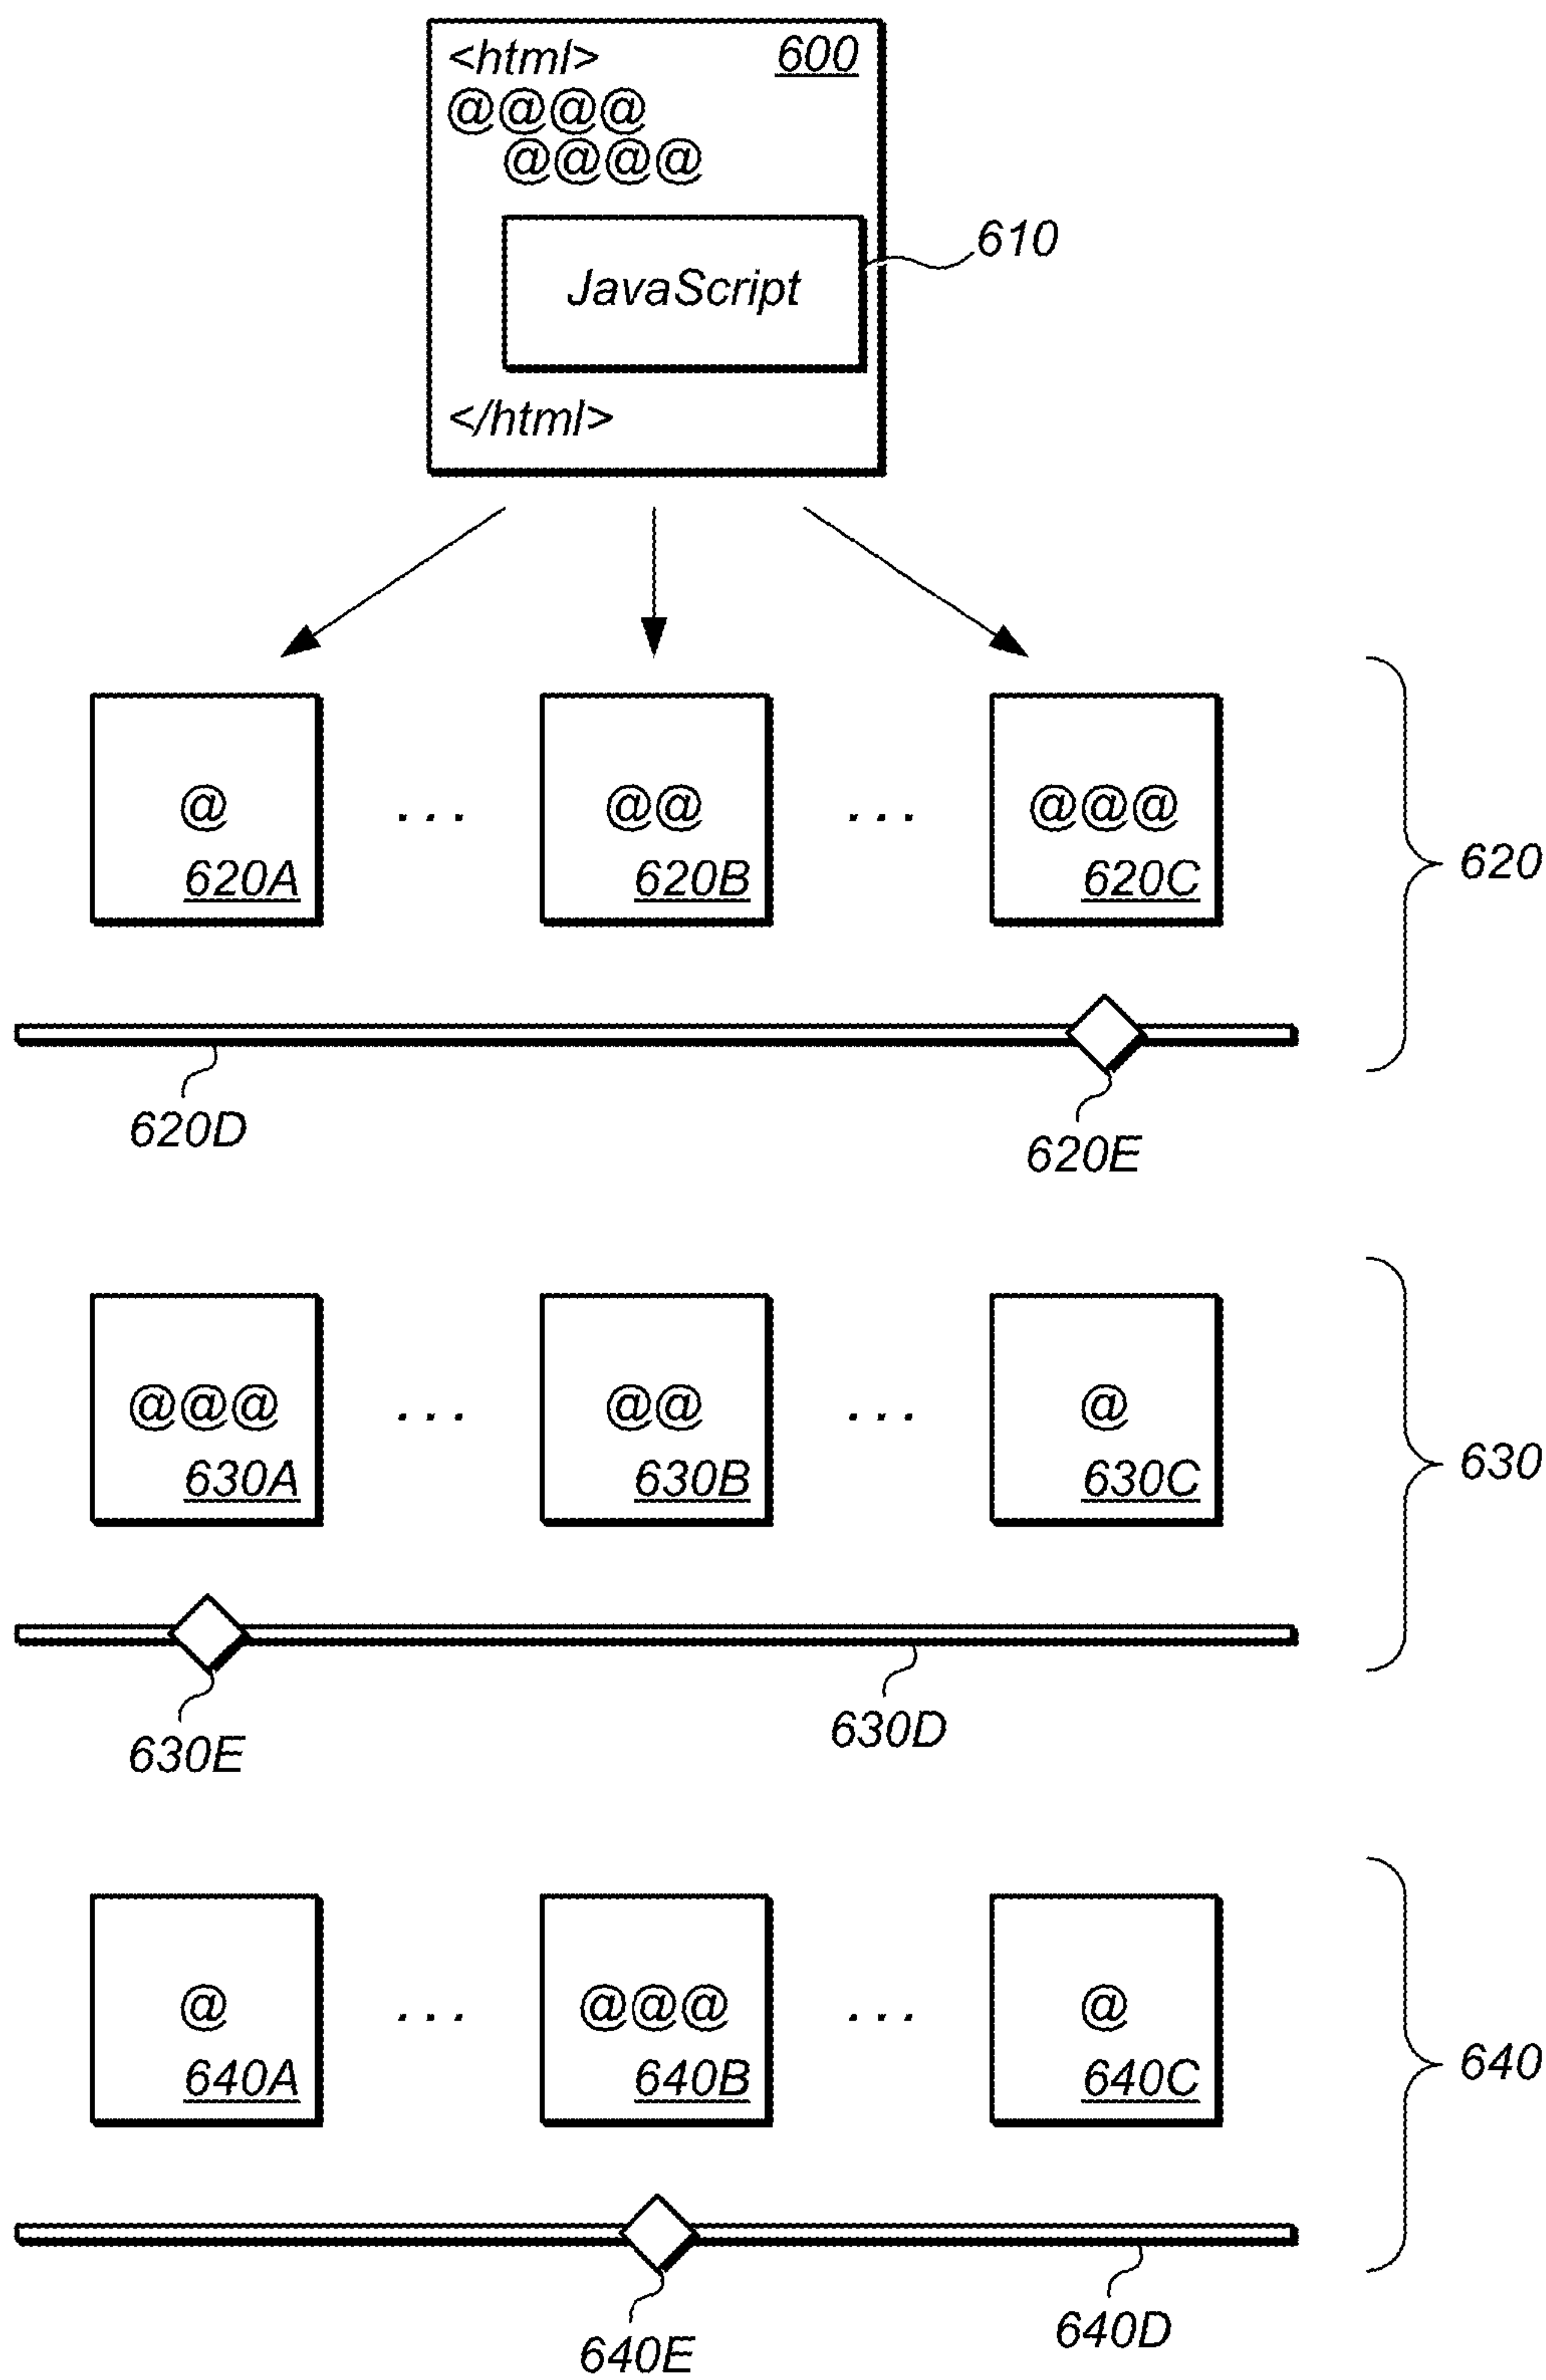 <html> 600
@@@@
@@@@
610
JavaScript
</html>
@ ... @@ ... @@@
620A 620B 620C
620
620D
620E
@@@ ... @@ ... @
630A 630B 630C
630
630D
630E
@ ... @@@ ... @
640A 640B 640C
640
640D
640E